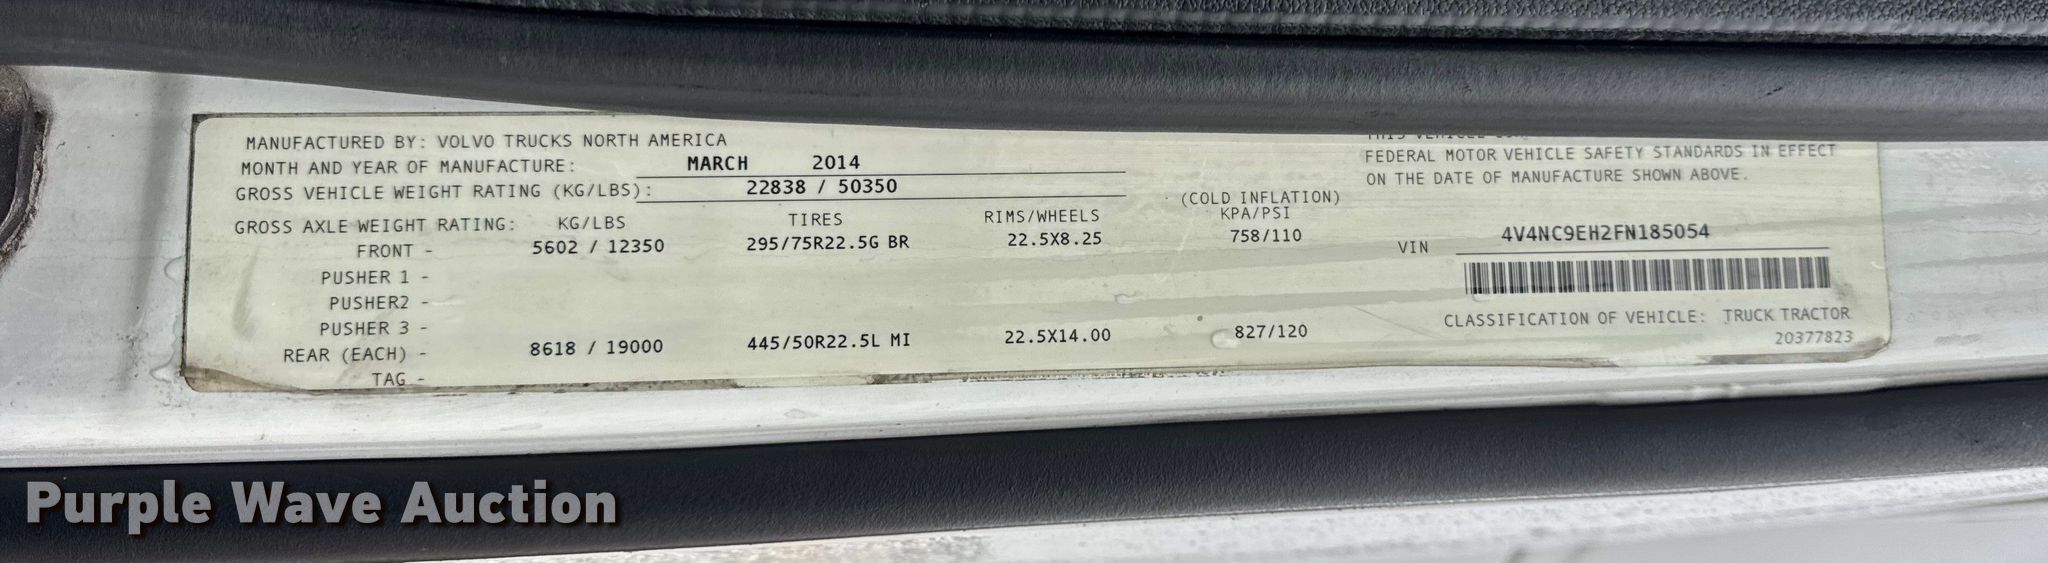 MANUFACTURED BY: VOLVO TRUCKS NORTH AMERICA
MONTH AND YEAR OF MANUFACTURE: MARCH 2014
GROSS VEHICLE WEIGHT RATING (KG/LBS): 22838 / 50350
GROSS AXLE WEIGHT RATING: KG/LBS TIRES RIMS/WHEELS (COLD INFLATION) KPA/PSI
FRONT - 5602 / 12350 295/75R22.5G BR 22.5X8.25 758/110
PUSHER 1 -
PUSHER2 -
PUSHER 3 -
REAR (EACH) - 8618 / 19000 445/50R22.5L MI 22.5X14.00 827/120
TAG -
THIS VEHICLE
FEDERAL MOTOR VEHICLE SAFETY STANDARDS IN EFFECT
ON THE DATE OF MANUFACTURE SHOWN ABOVE.
VIN 4V4NC9EH2FN185054
CLASSIFICATION OF VEHICLE: TRUCK TRACTOR
20377823
Purple Wave Auction